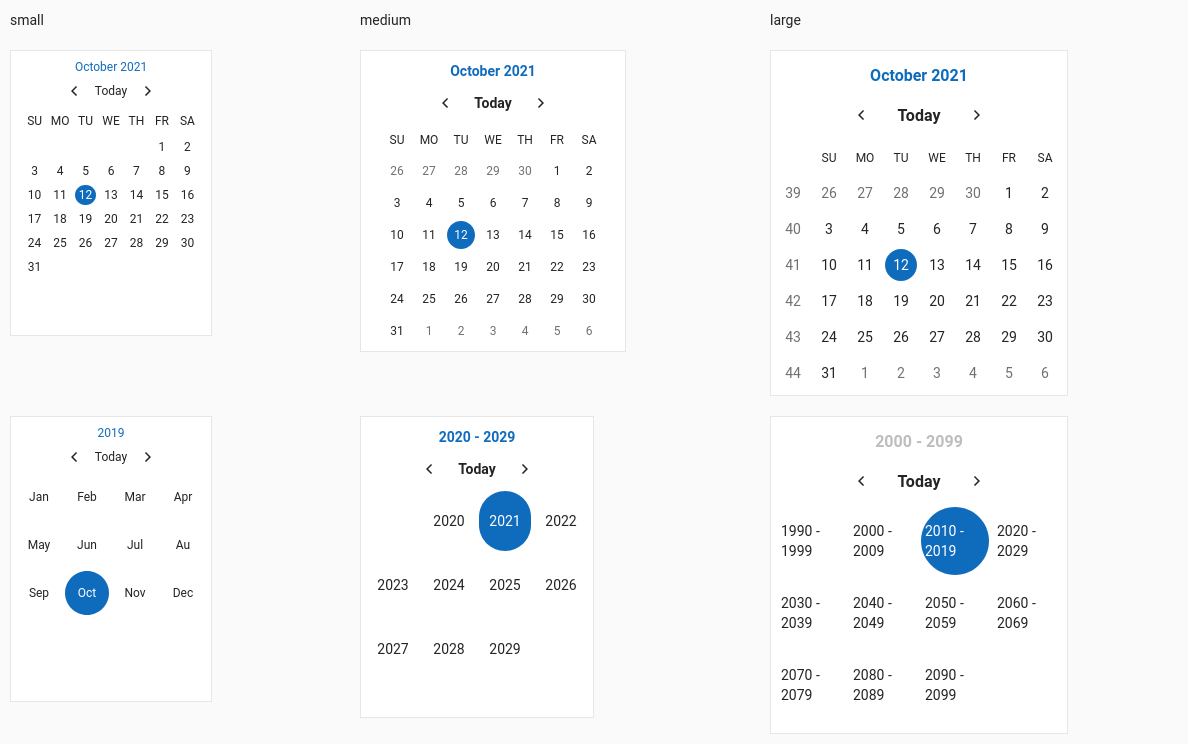 small
October 2021
Today
SU MO TU WE TH FR SA
1 2
3 4 5 6 7 8 9
10 11 12 13 14 15 16
17 18 19 20 21 22 23
24 25 26 27 28 29 30
31
medium
October 2021
Today
SU MO TU WE TH FR SA
26 27 28 29 30 1 2
3 4 5 6 7 8 9
10 11 12 13 14 15 16
17 18 19 20 21 22 23
24 25 26 27 28 29 30
31 1 2 3 4 5 6
large
October 2021
Today
SU MO TU WE TH FR SA
39 26 27 28 29 30 1 2
40 3 4 5 6 7 8 9
41 10 11 12 13 14 15 16
42 17 18 19 20 21 22 23
43 24 25 26 27 28 29 30
44 31 1 2 3 4 5 6
2019
Today
Jan Feb Mar Apr
May Jun Jul Au
Sep Oct Nov Dec
2020 - 2029
Today
2020 2021 2022
2023 2024 2025 2026
2027 2028 2029
2000 - 2099
Today
1990 - 2000 - 2010 - 2020 -
1999 2009 2019 2029
2030 - 2040 - 2050 - 2060 -
2039 2049 2059 2069
2070 - 2080 - 2090 -
2079 2089 2099